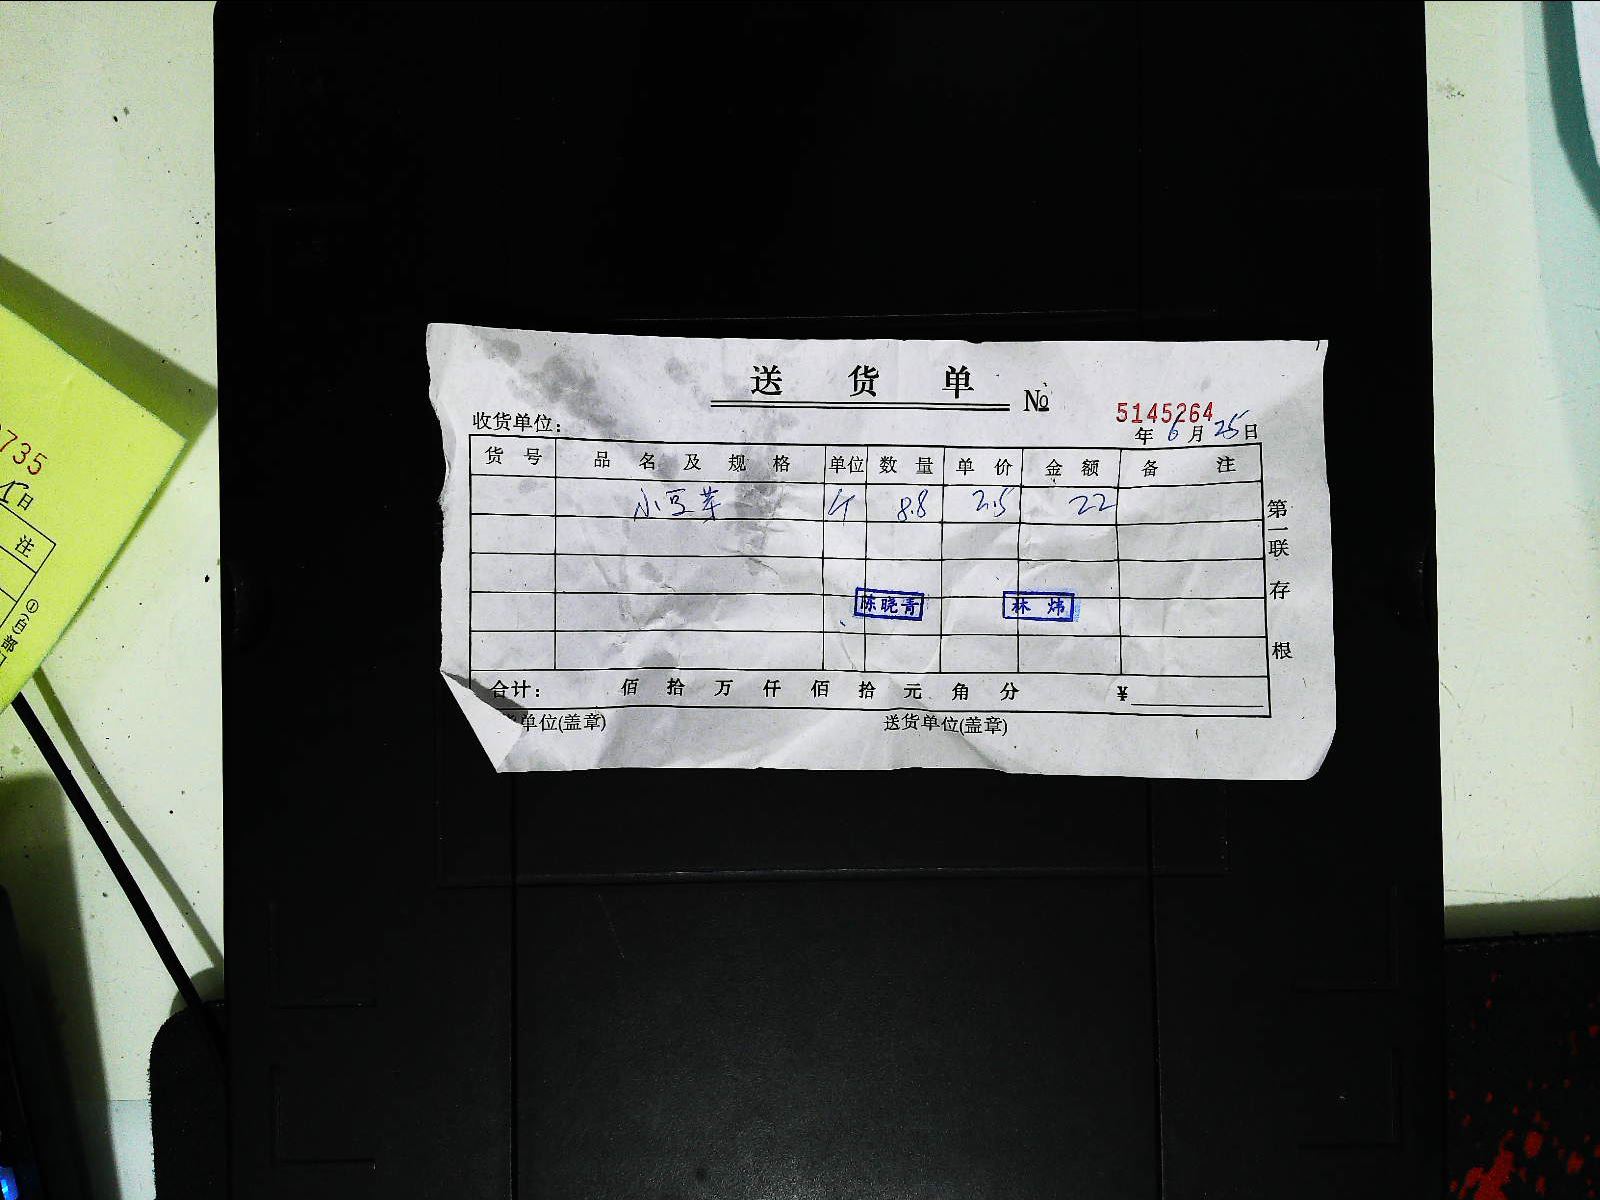 送 货 单 №
5145264
收货单位:
年 6 月 25 日
货 号 品 名 及 规 格 单位 数 量 单 价 金 额 备 注
小豆芽 斤 8.8 2.5 22
陈晓青 林 炜
合计: 佰 拾 万 仟 佰 拾 元 角 分 ¥
单位(盖章) 送货单位(盖章)
第一联 存 根
735
日
注